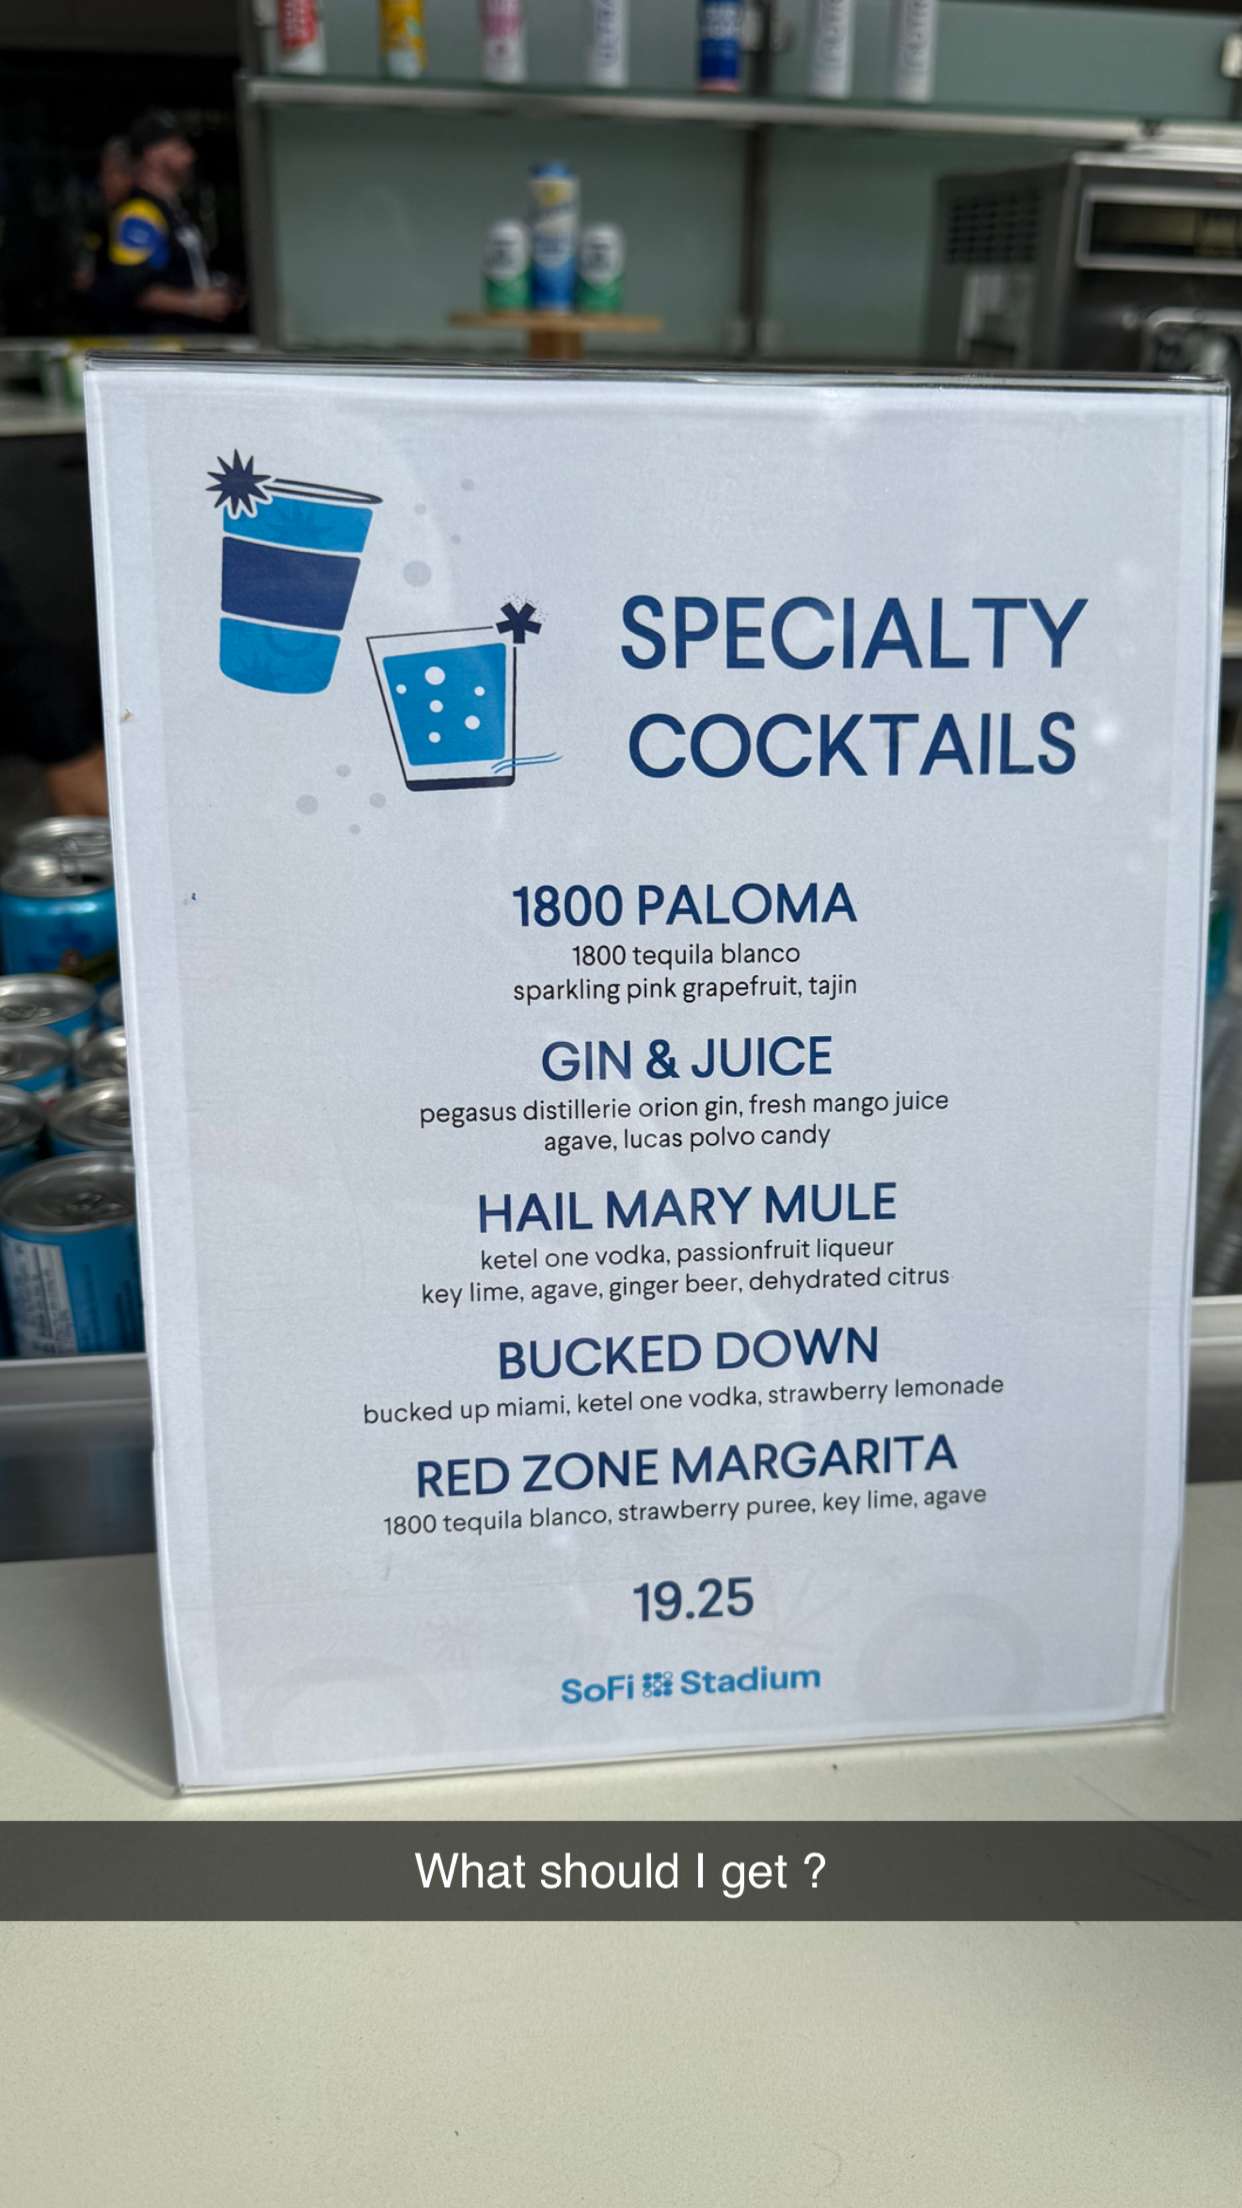 SPECIALTY
COCKTAILS
1800 PALOMA
1800 tequila blanco
sparkling pink grapefruit, tajin
GIN & JUICE
pegasus distillerie orion gin, fresh mango juice
agave, lucas polvo candy
HAIL MARY MULE
ketel one vodka, passionfruit liqueur
key lime, agave, ginger beer, dehydrated citrus
BUCKED DOWN
bucked up miami, ketel one vodka, strawberry lemonade
RED ZONE MARGARITA
1800 tequila blanco, strawberry puree, key lime, agave
19.25
SoFi Stadium
What should I get ?